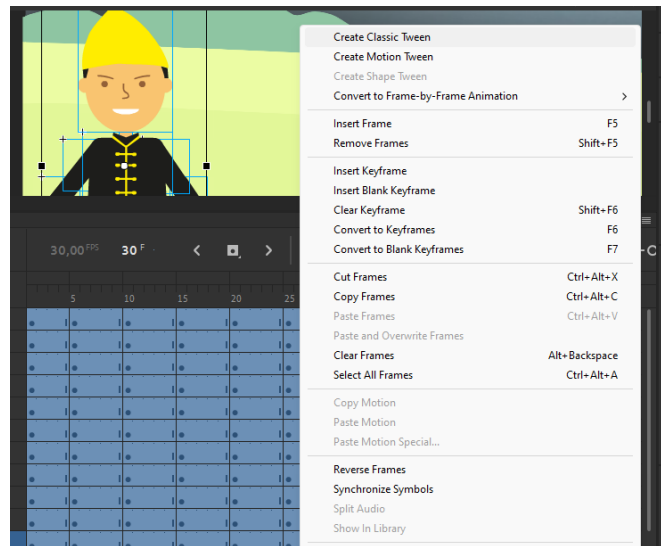 Create Classic Tween
Create Motion Tween
Create Shape Tween
Convert to Frame-by-Frame Animation
Insert Frame F5
Remove Frames Shift+F5
Insert Keyframe
Insert Blank Keyframe
Clear Keyframe Shift+F6
Convert to Keyframes F6
Convert to Blank Keyframes F7
30,00 FPS 30 F
Cut Frames Ctrl+Alt+X
Copy Frames Ctrl+Alt+C
Paste Frames Ctrl+Alt+V
5 10 15 20 25
Paste and Overwrite Frames
Clear Frames Alt+Backspace
Select All Frames Ctrl+Alt+A
Copy Motion
Paste Motion
Paste Motion Special...
Reverse Frames
Synchronize Symbols
Split Audio
Show In Library